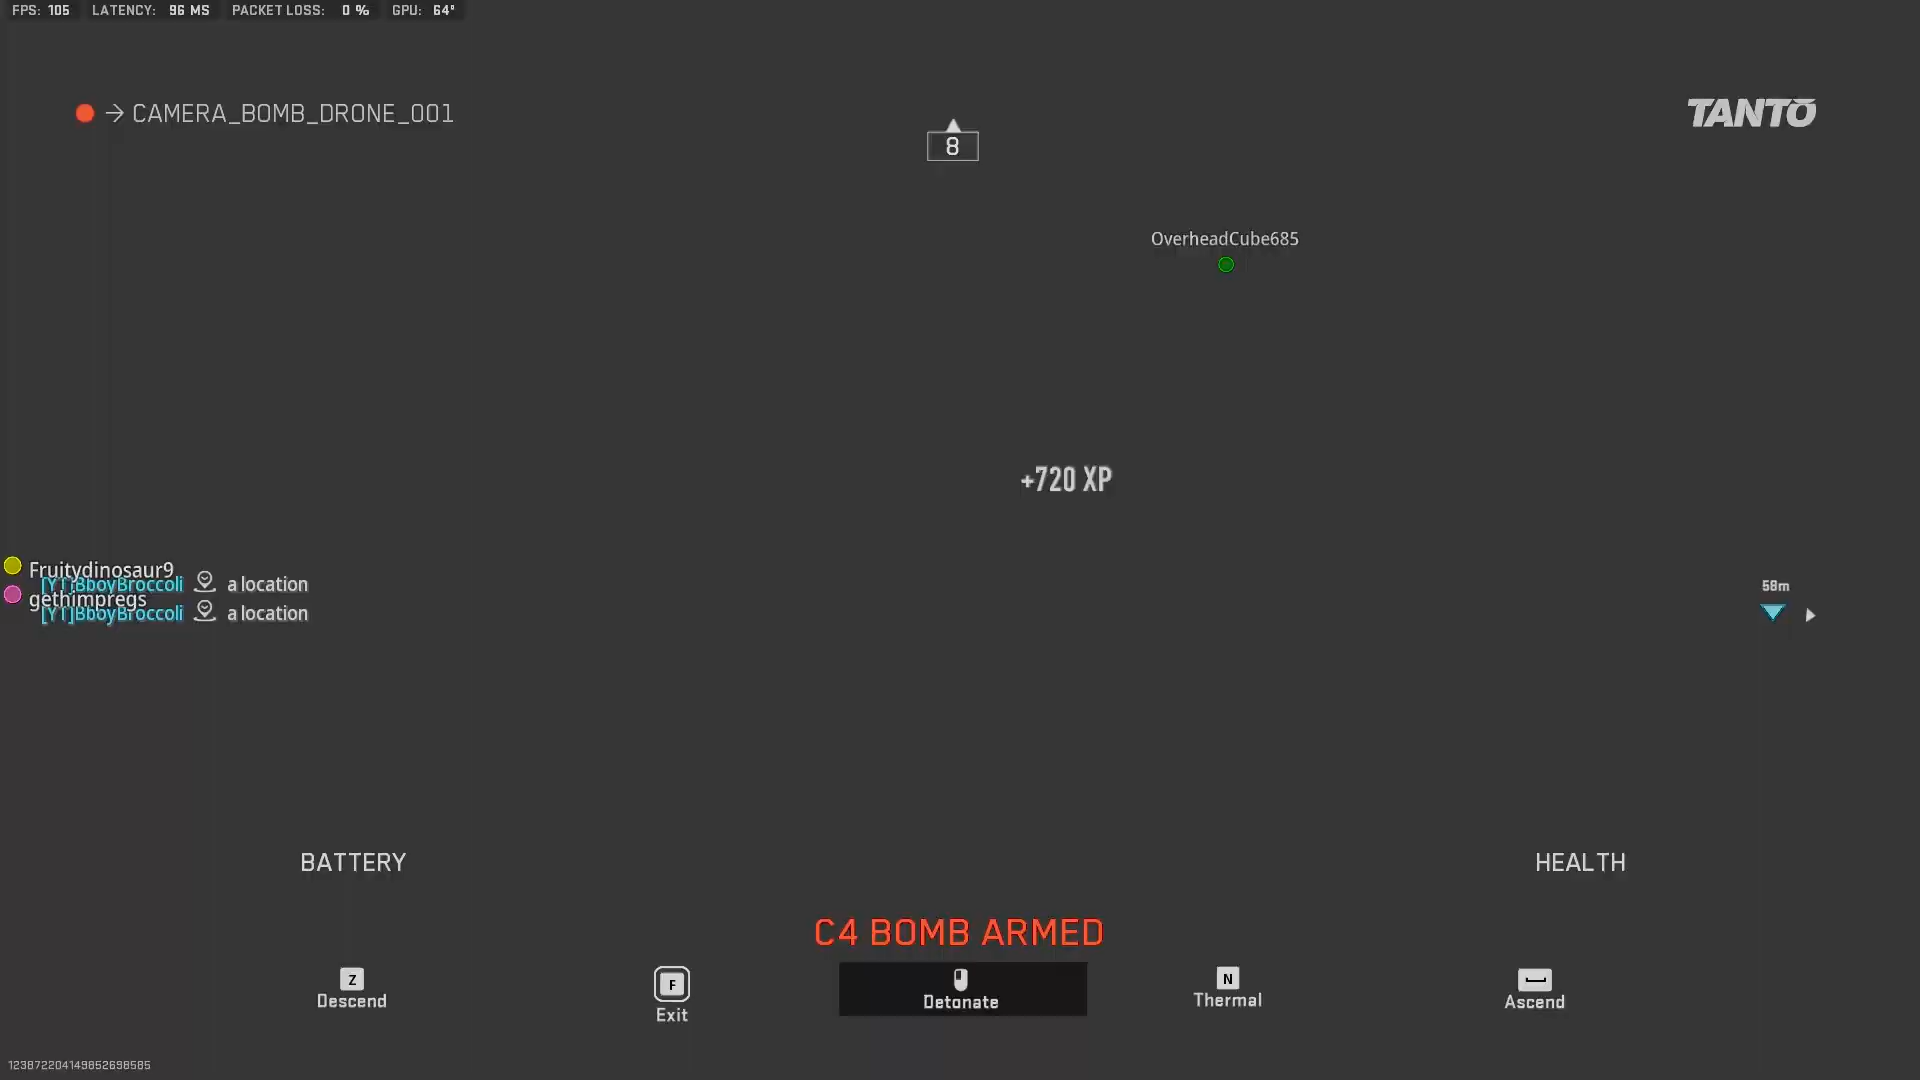 FPS: 105 LATENCY: 96 MS PACKET LOSS: 0 % GPU: 64°
CAMERA_BOMB_DRONE_001
TANTO
8
OverheadCube685
+720 XP
Fruitydinosaur9
[YT]BboyBroccoli a location
gethimpregs
[YT]BboyBroccoli a location
58m
BATTERY
HEALTH
C4 BOMB ARMED
Z
Descend
F
Exit
Detonate
N
Thermal
Ascend
123872204149852698585